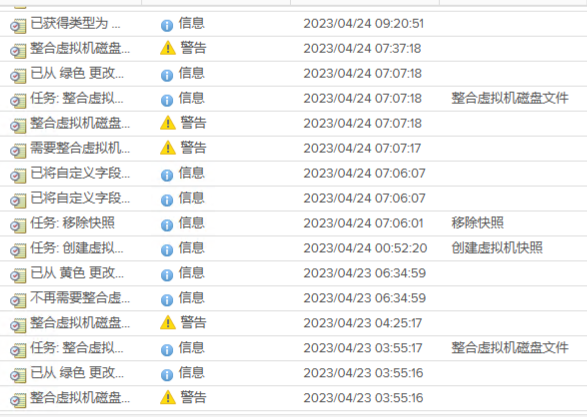 已获得类型为 ... 信息 2023/04/24 09:20:51
整合虚拟机磁盘... 警告 2023/04/24 07:37:18
已从 绿色 更改... 信息 2023/04/24 07:07:18
任务: 整合虚拟... 信息 2023/04/24 07:07:18 整合虚拟机磁盘文件
整合虚拟机磁盘... 警告 2023/04/24 07:07:18
需要整合虚拟机... 警告 2023/04/24 07:07:17
已将自定义字段... 信息 2023/04/24 07:06:07
已将自定义字段... 信息 2023/04/24 07:06:07
任务: 移除快照 信息 2023/04/24 07:06:01 移除快照
任务: 创建虚拟... 信息 2023/04/24 00:52:20 创建虚拟机快照
已从 黄色 更改... 信息 2023/04/23 06:34:59
不再需要整合虚... 信息 2023/04/23 06:34:59
整合虚拟机磁盘... 警告 2023/04/23 04:25:17
任务: 整合虚拟... 信息 2023/04/23 03:55:17 整合虚拟机磁盘文件
已从 绿色 更改... 信息 2023/04/23 03:55:16
整合虚拟机磁盘... 警告 2023/04/23 03:55:16